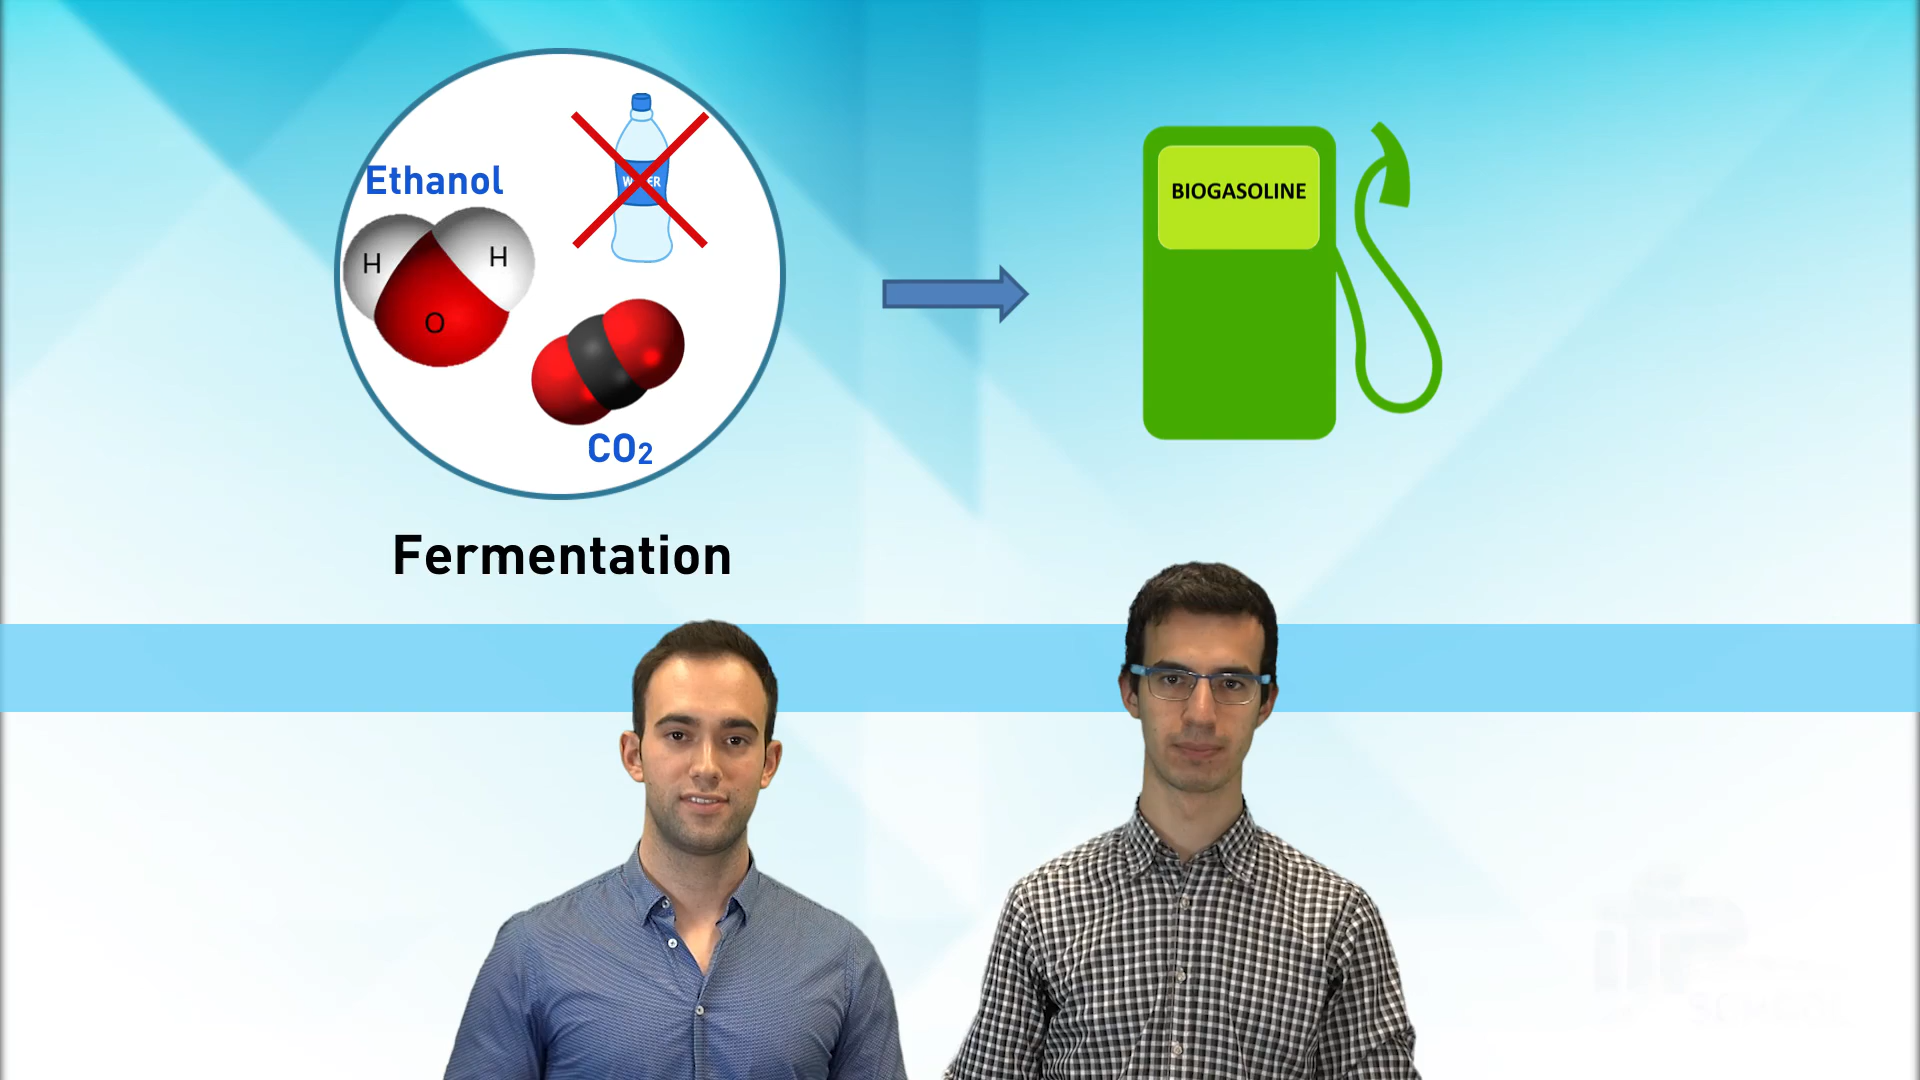 Ethanol
H
H
O
CO₂
Fermentation
BIOGASOLINE